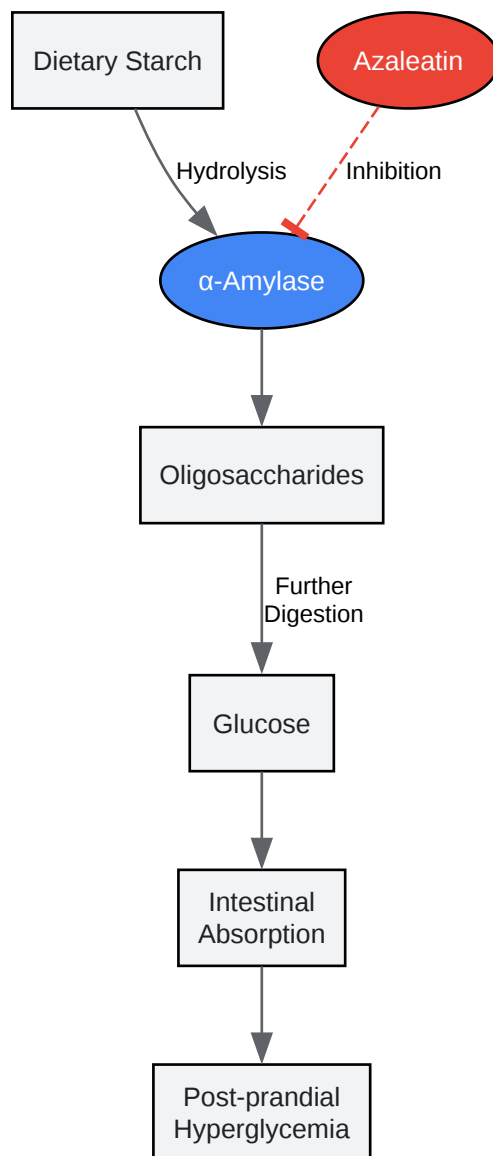 Dietary Starch
Azaleatin
Hydrolysis
Inhibition
α-Amylase
Oligosaccharides
Further
Digestion
Glucose
Intestinal
Absorption
Post-prandial
Hyperglycemia